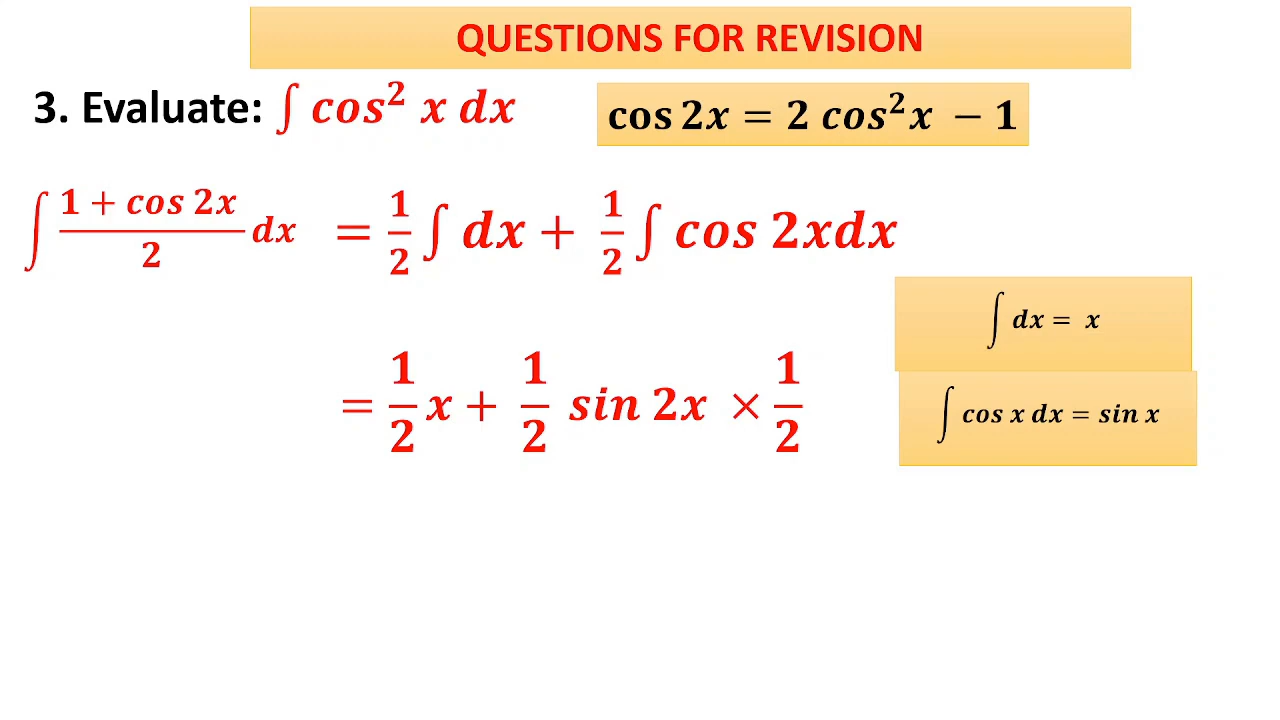 QUESTIONS FOR REVISION
3. Evaluate: ∫ cos² x dx
cos 2x = 2 cos²x − 1
∫ (1 + cos 2x)/2 dx = 1/2 ∫ dx + 1/2 ∫ cos 2xdx
∫ dx = x
= 1/2 x + 1/2 sin 2x × 1/2
∫ cos x dx = sin x